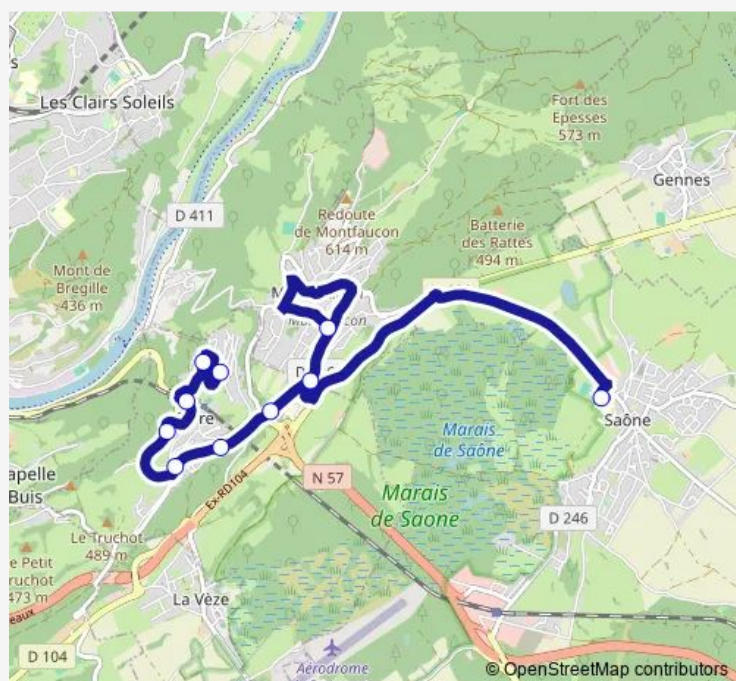 Les Clairs Soleils
Fort des
Epesses
573 m
Gennes
D 411
Redoute
de Montfaucon
614 m
Batterie
des Rattes
494 m
Mont de
Bregille
436 m
re
Saône
Marais
de Saône
apelle
Buis
N 57
Marais
de Saone
D 246
Ex-RD104
Le Truchot
489 m
e Petit
ruchot
473 m
La Vèze
eaux
D 104
Aérodrome
© OpenStreetMap contributors